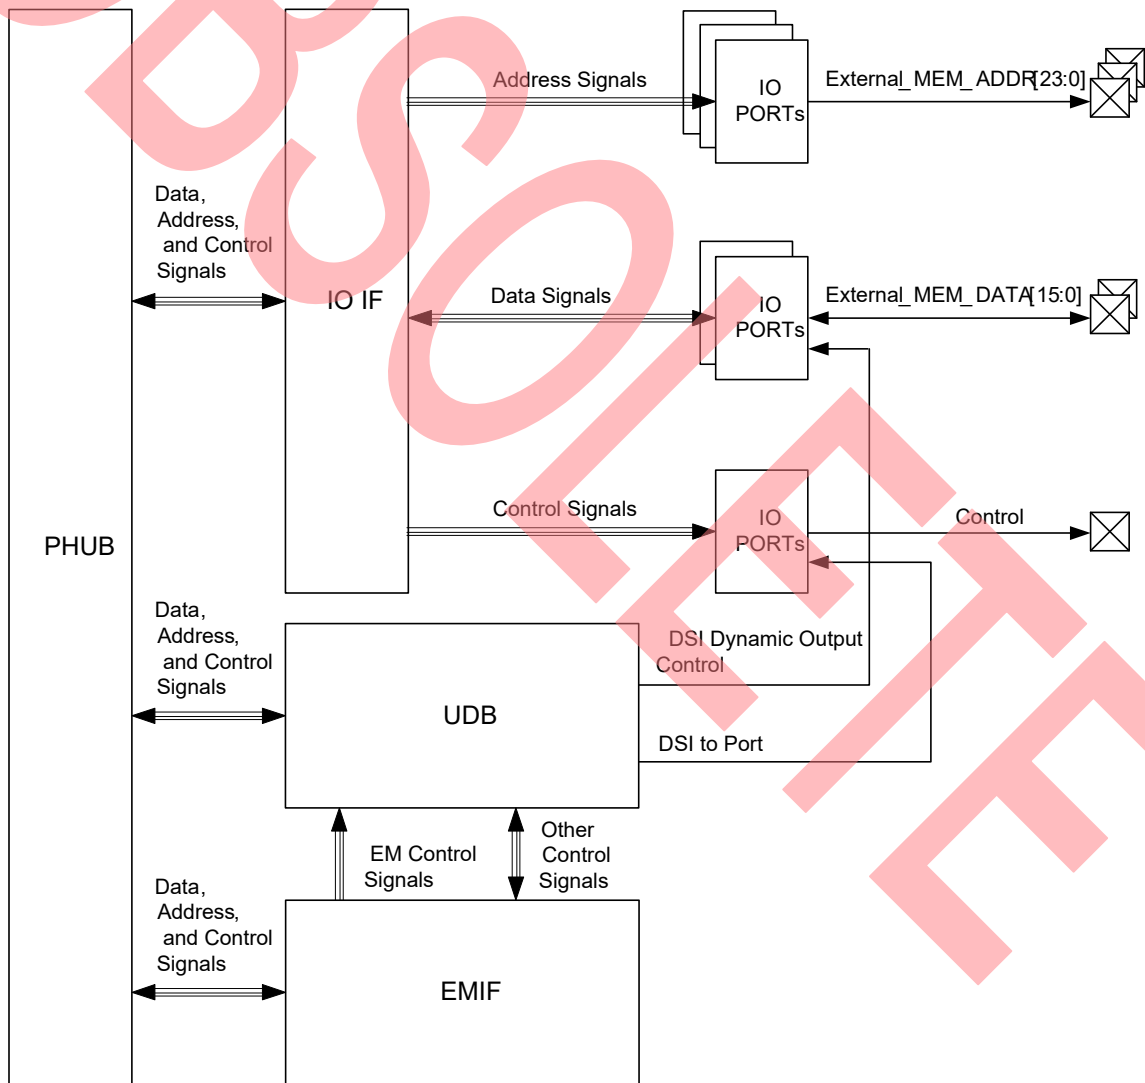 Address Signals
IO
PORTs
External_MEM_ADDR[23:0]
Data,
Address,
and Control
Signals
IO IF
Data Signals
IO
PORTs
External_MEM_DATA[15:0]
PHUB
Control Signals
IO
PORTs
Control
Data,
Address,
and Control
Signals
DSI Dynamic Output
Control
UDB
DSI to Port
EM Control
Signals
Other
Control
Signals
Data,
Address,
and Control
Signals
EMIF
OBSOLETE